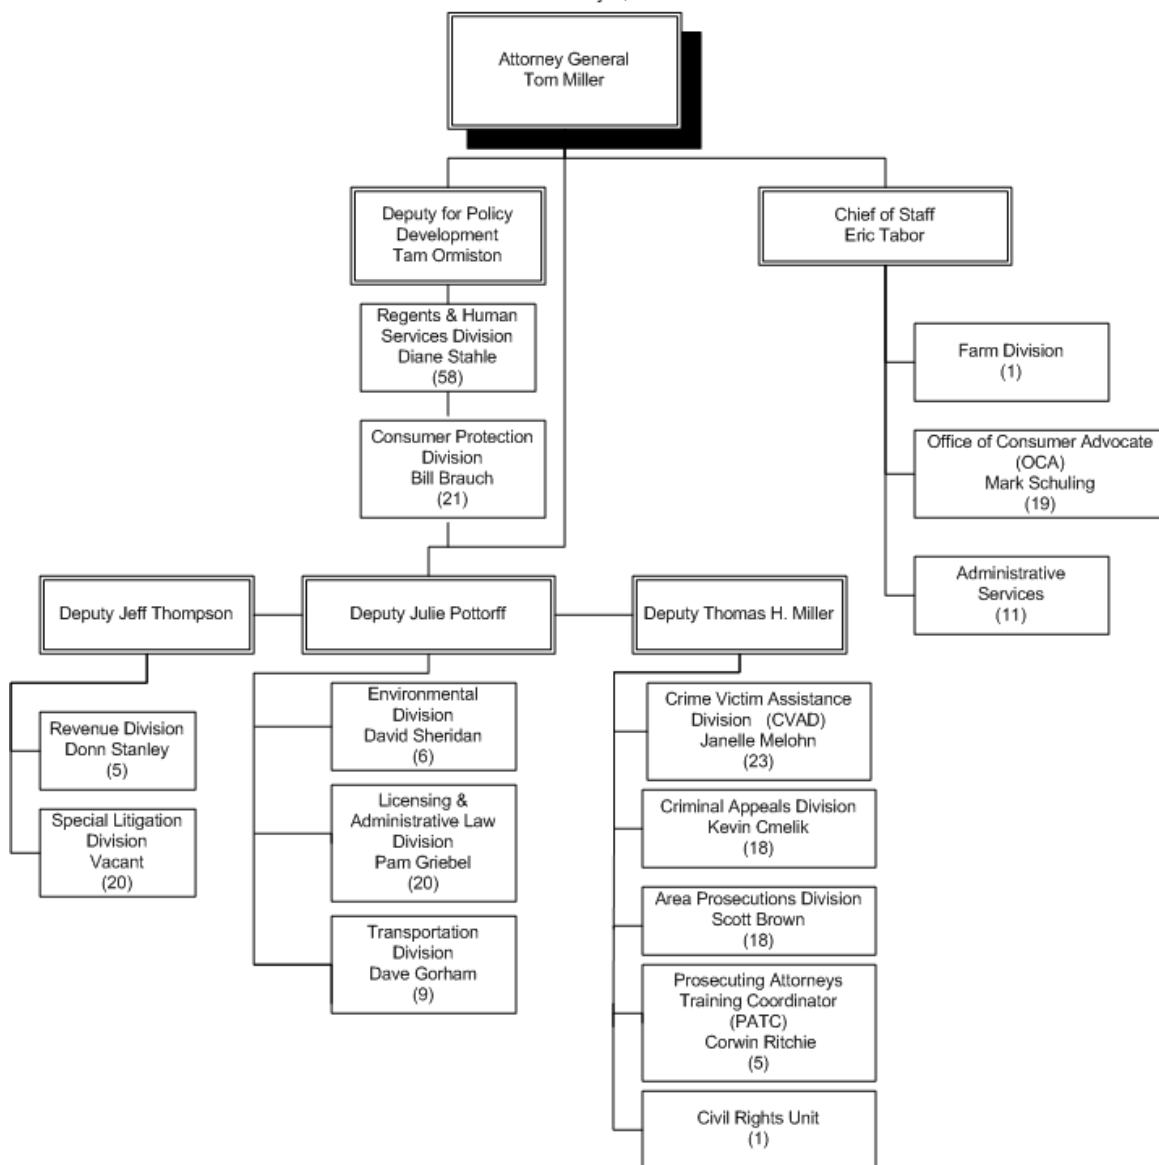 Attorney General
Tom Miller
Deputy for Policy
Development
Tam Ormiston
Chief of Staff
Eric Tabor
Regents & Human
Services Division
Diane Stahle
(58)
Farm Division
(1)
Consumer Protection
Division
Bill Brauch
(21)
Office of Consumer Advocate
(OCA)
Mark Schuling
(19)
Administrative
Services
(11)
Deputy Jeff Thompson
Deputy Julie Pottorff
Deputy Thomas H. Miller
Revenue Division
Donn Stanley
(5)
Special Litigation
Division
Vacant
(20)
Environmental
Division
David Sheridan
(6)
Licensing &
Administrative Law
Division
Pam Griebel
(20)
Transportation
Division
Dave Gorham
(9)
Crime Victim Assistance
Division (CVAD)
Janelle Melohn
(23)
Criminal Appeals Division
Kevin Cmelik
(18)
Area Prosecutions Division
Scott Brown
(18)
Prosecuting Attorneys
Training Coordinator
(PATC)
Corwin Ritchie
(5)
Civil Rights Unit
(1)